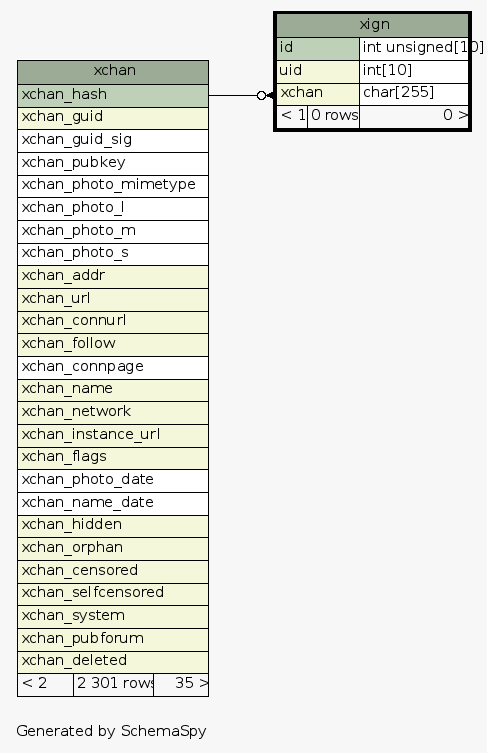 xign
id int unsigned[10]
uid int[10]
xchan char[255]
< 1 0 rows 0 >
xchan
xchan_hash
xchan_guid
xchan_guid_sig
xchan_pubkey
xchan_photo_mimetype
xchan_photo_l
xchan_photo_m
xchan_photo_s
xchan_addr
xchan_url
xchan_connurl
xchan_follow
xchan_connpage
xchan_name
xchan_network
xchan_instance_url
xchan_flags
xchan_photo_date
xchan_name_date
xchan_hidden
xchan_orphan
xchan_censored
xchan_selfcensored
xchan_system
xchan_pubforum
xchan_deleted
< 2 2 301 rows 35 >
Generated by SchemaSpy